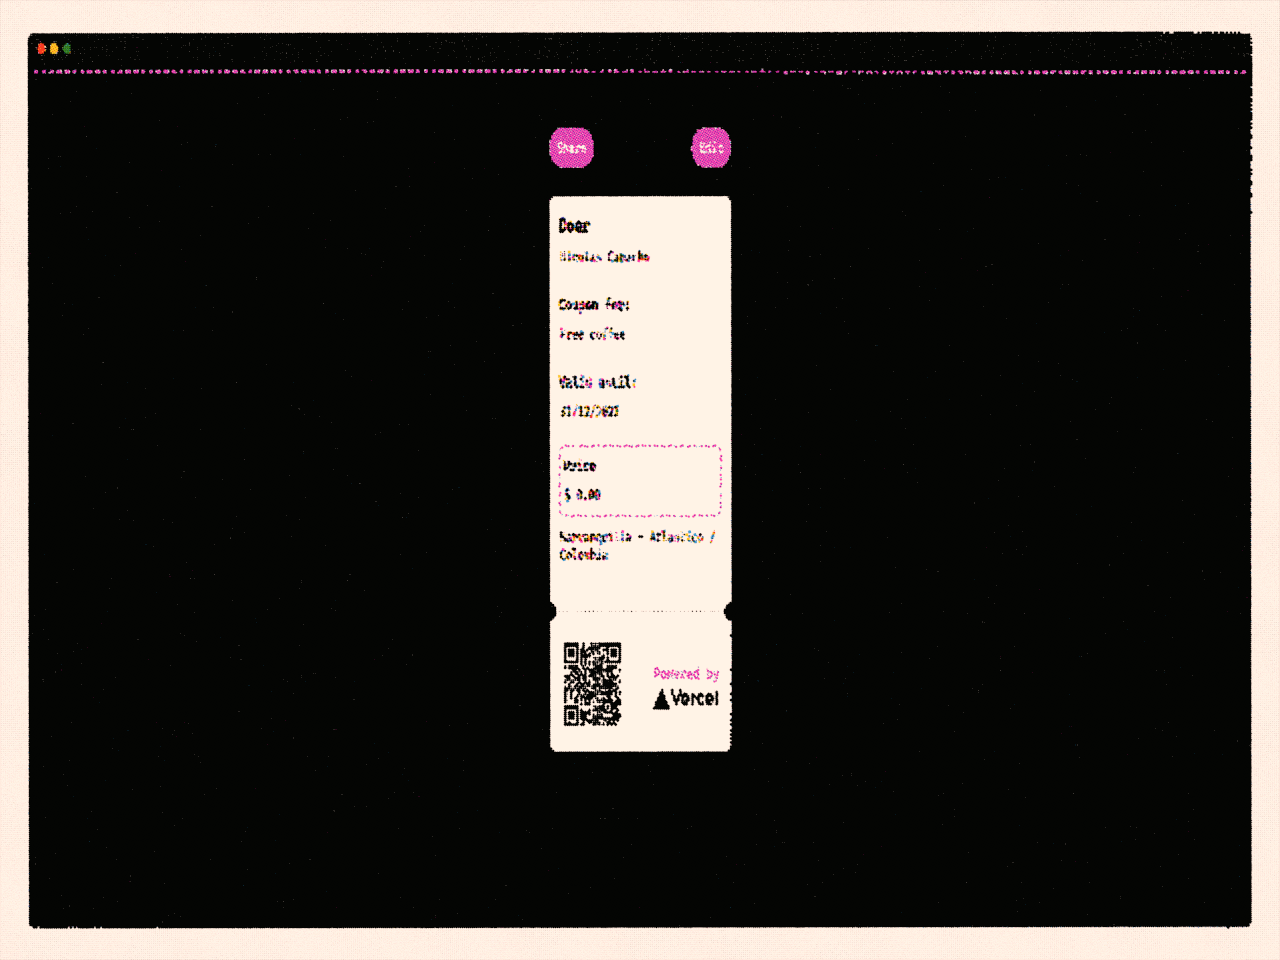 Share
Edit
Doer
Nicolas Camacho
Coupon for:
Free coffee
Valid until:
31/12/2023
Price
$ 0.00
Barranquilla - Atlantico /
Colombia
Powered by
Vercel